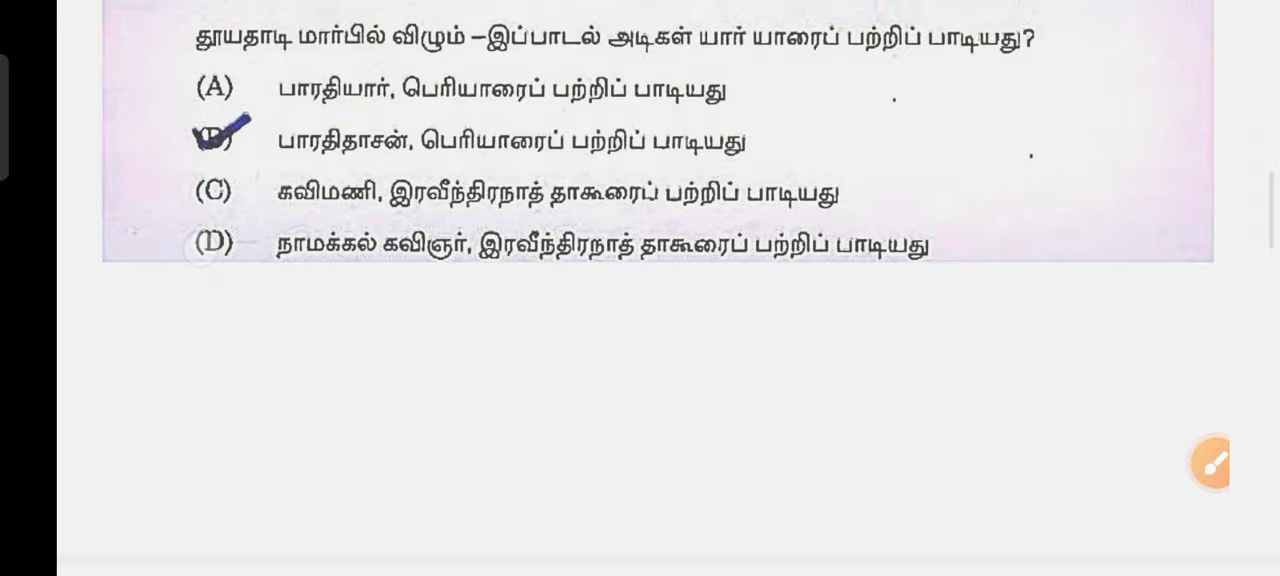 தூயதாடி மார்பில் விழும் –இப்பாடல் அடிகள் யார் யாரைப் பற்றிப் பாடியது?
(A) பாரதியார், பெரியாரைப் பற்றிப் பாடியது
(B) பாரதிதாசன், பெரியாரைப் பற்றிப் பாடியது
(C) கவிமணி, இரவீந்திரநாத் தாகூரைப் பற்றிப் பாடியது
(D) நாமக்கல் கவிஞர், இரவீந்திரநாத் தாகூரைப் பற்றிப் பாடியது